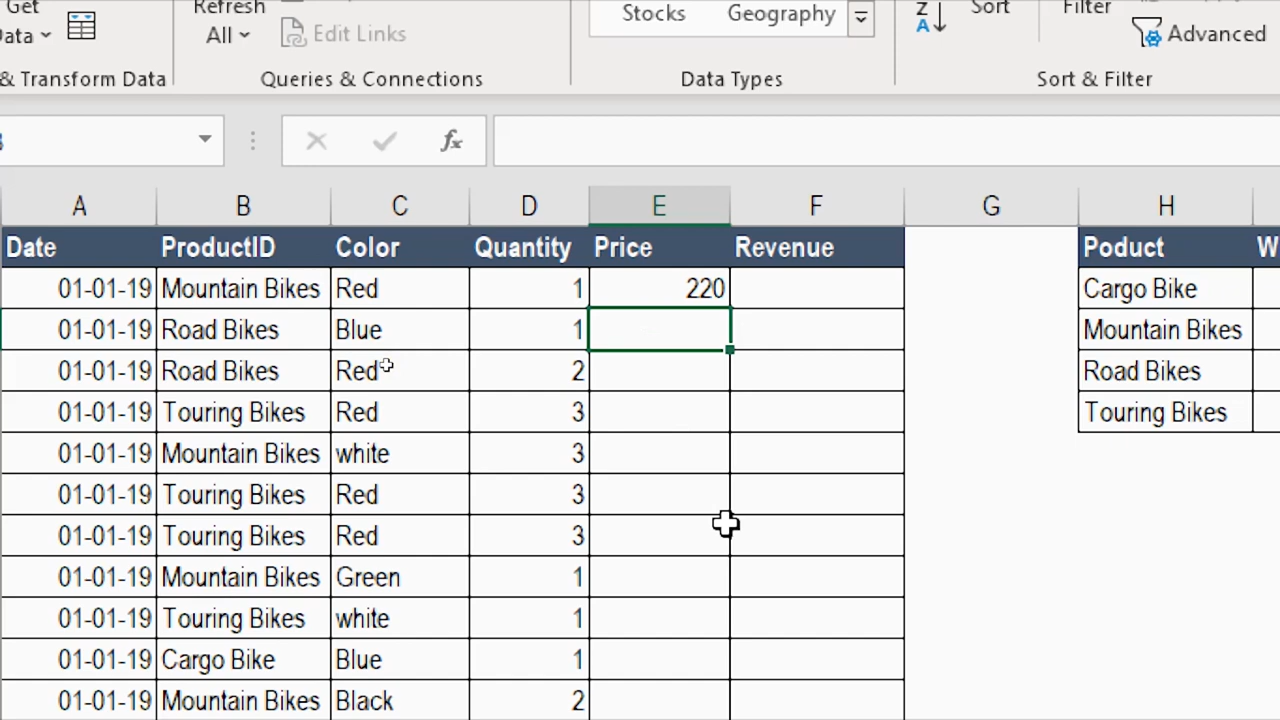 Get
Refresh
Stocks Geography
Z
A
Sort
Filter
Data
All
Edit Links
Advanced
& Transform Data
Queries & Connections
Data Types
Sort & Filter
fx
A B C D E F G H
Date ProductID Color Quantity Price Revenue Poduct W
01-01-19 Mountain Bikes Red 1 220 Cargo Bike
01-01-19 Road Bikes Blue 1 Mountain Bikes
01-01-19 Road Bikes Red 2 Road Bikes
01-01-19 Touring Bikes Red 3 Touring Bikes
01-01-19 Mountain Bikes white 3
01-01-19 Touring Bikes Red 3
01-01-19 Touring Bikes Red 3
01-01-19 Mountain Bikes Green 1
01-01-19 Touring Bikes white 1
01-01-19 Cargo Bike Blue 1
01-01-19 Mountain Bikes Black 2